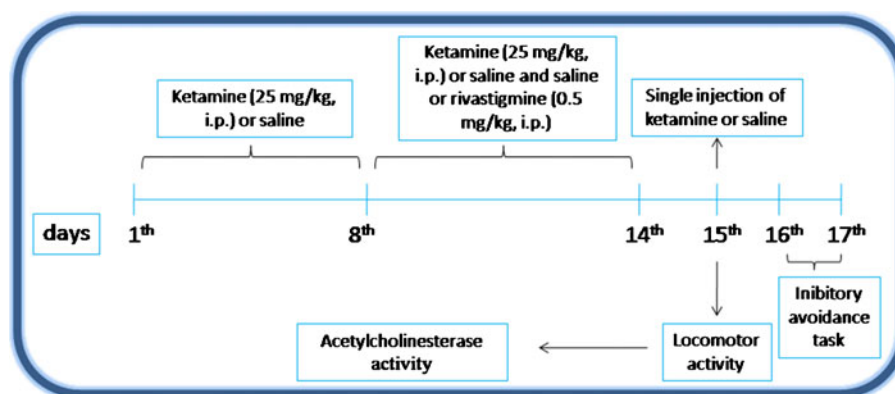 Ketamine (25 mg/kg,
i.p.) or saline
Ketamine (25 mg/kg,
i.p.) or saline and saline
or rivastigmine (0.5
mg/kg, i.p.)
Single injection of
ketamine or saline
days
1th
8th
14th
15th
16th
17th
Inibitory
avoidance
task
Acetylcholinesterase
activity
Locomotor
activity